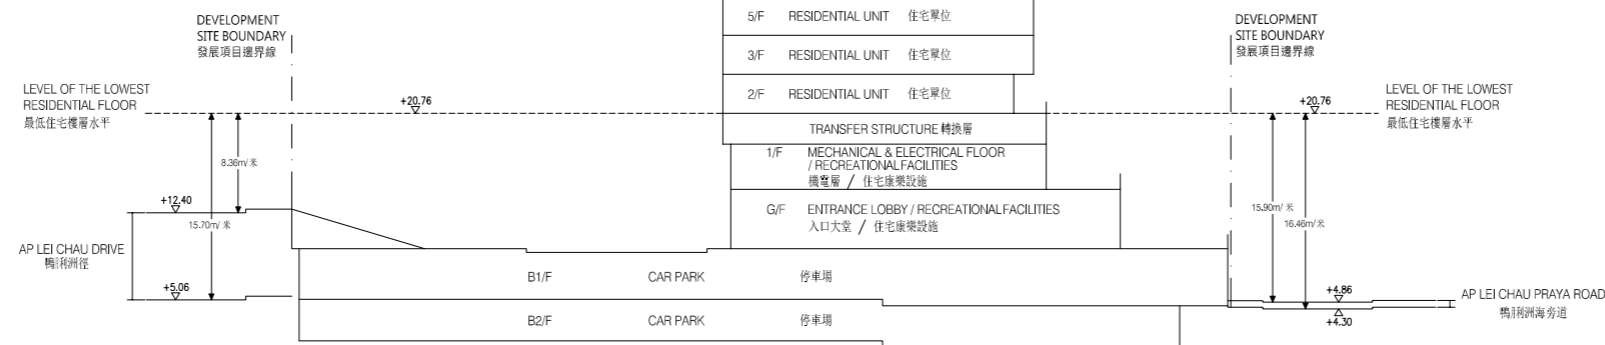 5/F RESIDENTIAL UNIT 住宅單位
DEVELOPMENT
SITE BOUNDARY
發展項目邊界線
DEVELOPMENT
SITE BOUNDARY
發展項目邊界線
3/F RESIDENTIAL UNIT 住宅單位
LEVEL OF THE LOWEST
RESIDENTIAL FLOOR
最低住宅樓層水平
+20.76
2/F RESIDENTIAL UNIT 住宅單位
+20.76
LEVEL OF THE LOWEST
RESIDENTIAL FLOOR
最低住宅樓層水平
TRANSFER STRUCTURE 轉換層
8.36m/米
1/F MECHANICAL & ELECTRICAL FLOOR
/ RECREATIONAL FACILITIES
機電層 / 住宅康樂設施
+12.40
15.70m/米
G/F ENTRANCE LOBBY / RECREATIONAL FACILITIES
入口大堂 / 住宅康樂設施
15.90m/米
16.46m/米
AP LEI CHAU DRIVE
鴨脷洲徑
B1/F CAR PARK 停車場
+5.06
+4.86
AP LEI CHAU PRAYA ROAD
鴨脷洲海旁道
+4.30
B2/F CAR PARK 停車場